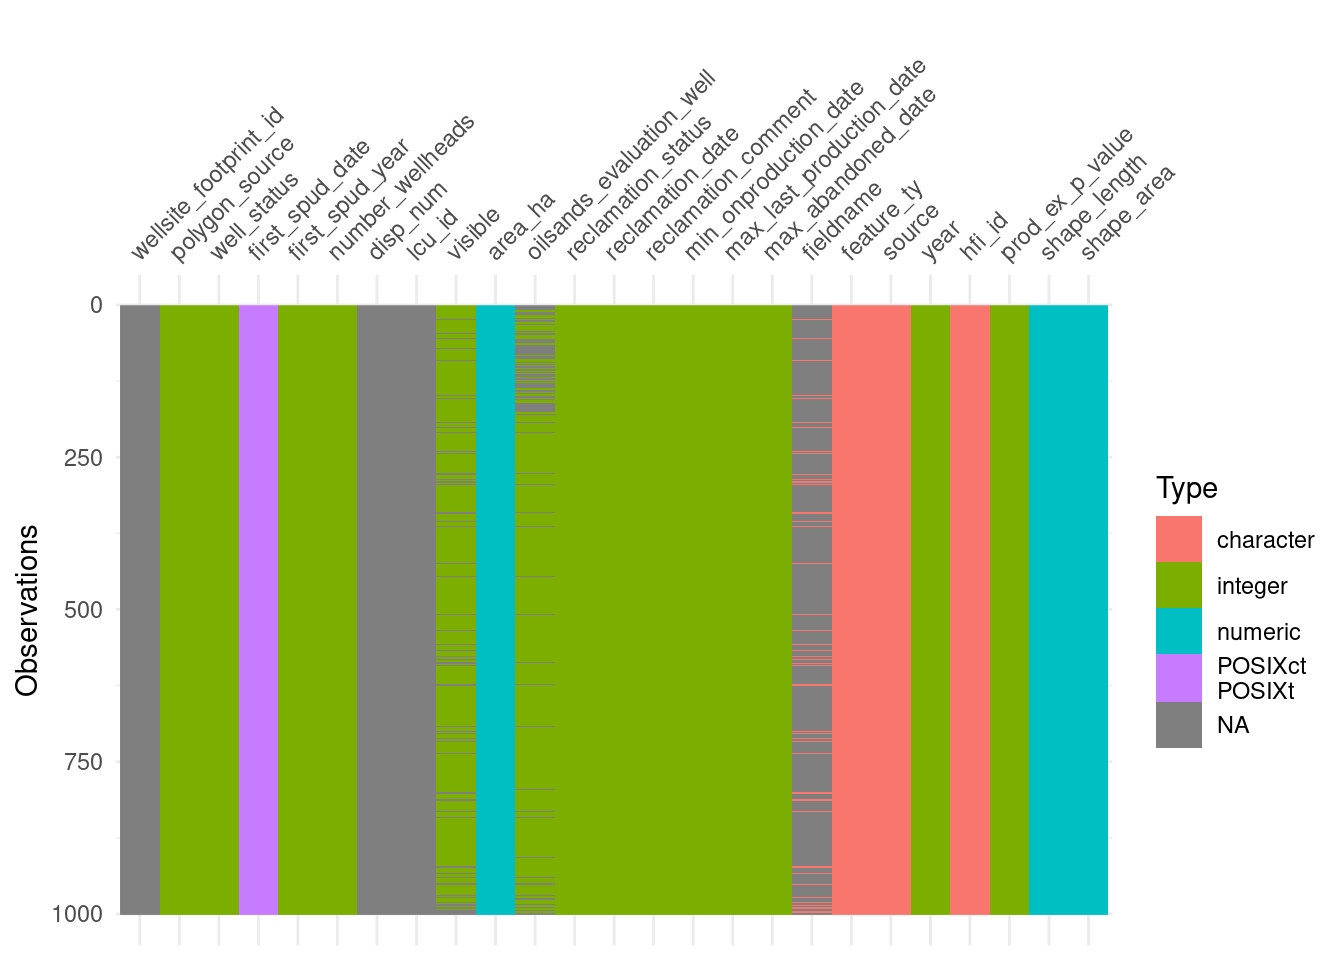 wellsite_footprint_id
polygon_source
well_status
first_spud_date
first_spud_year
number_wellheads
disp_num
lcu_id
visible
area_ha
oilsands_evaluation_well
reclamation_status
reclamation_date
reclamation_comment
min_onproduction_date
max_last_production_date
max_abandoned_date
fieldname
feature_ty
source
year
hfi_id
prod_ex_p_value
shape_length
shape_area
0
250
500
750
1000
Observations
Type
character
integer
numeric
POSIXct
POSIXt
NA